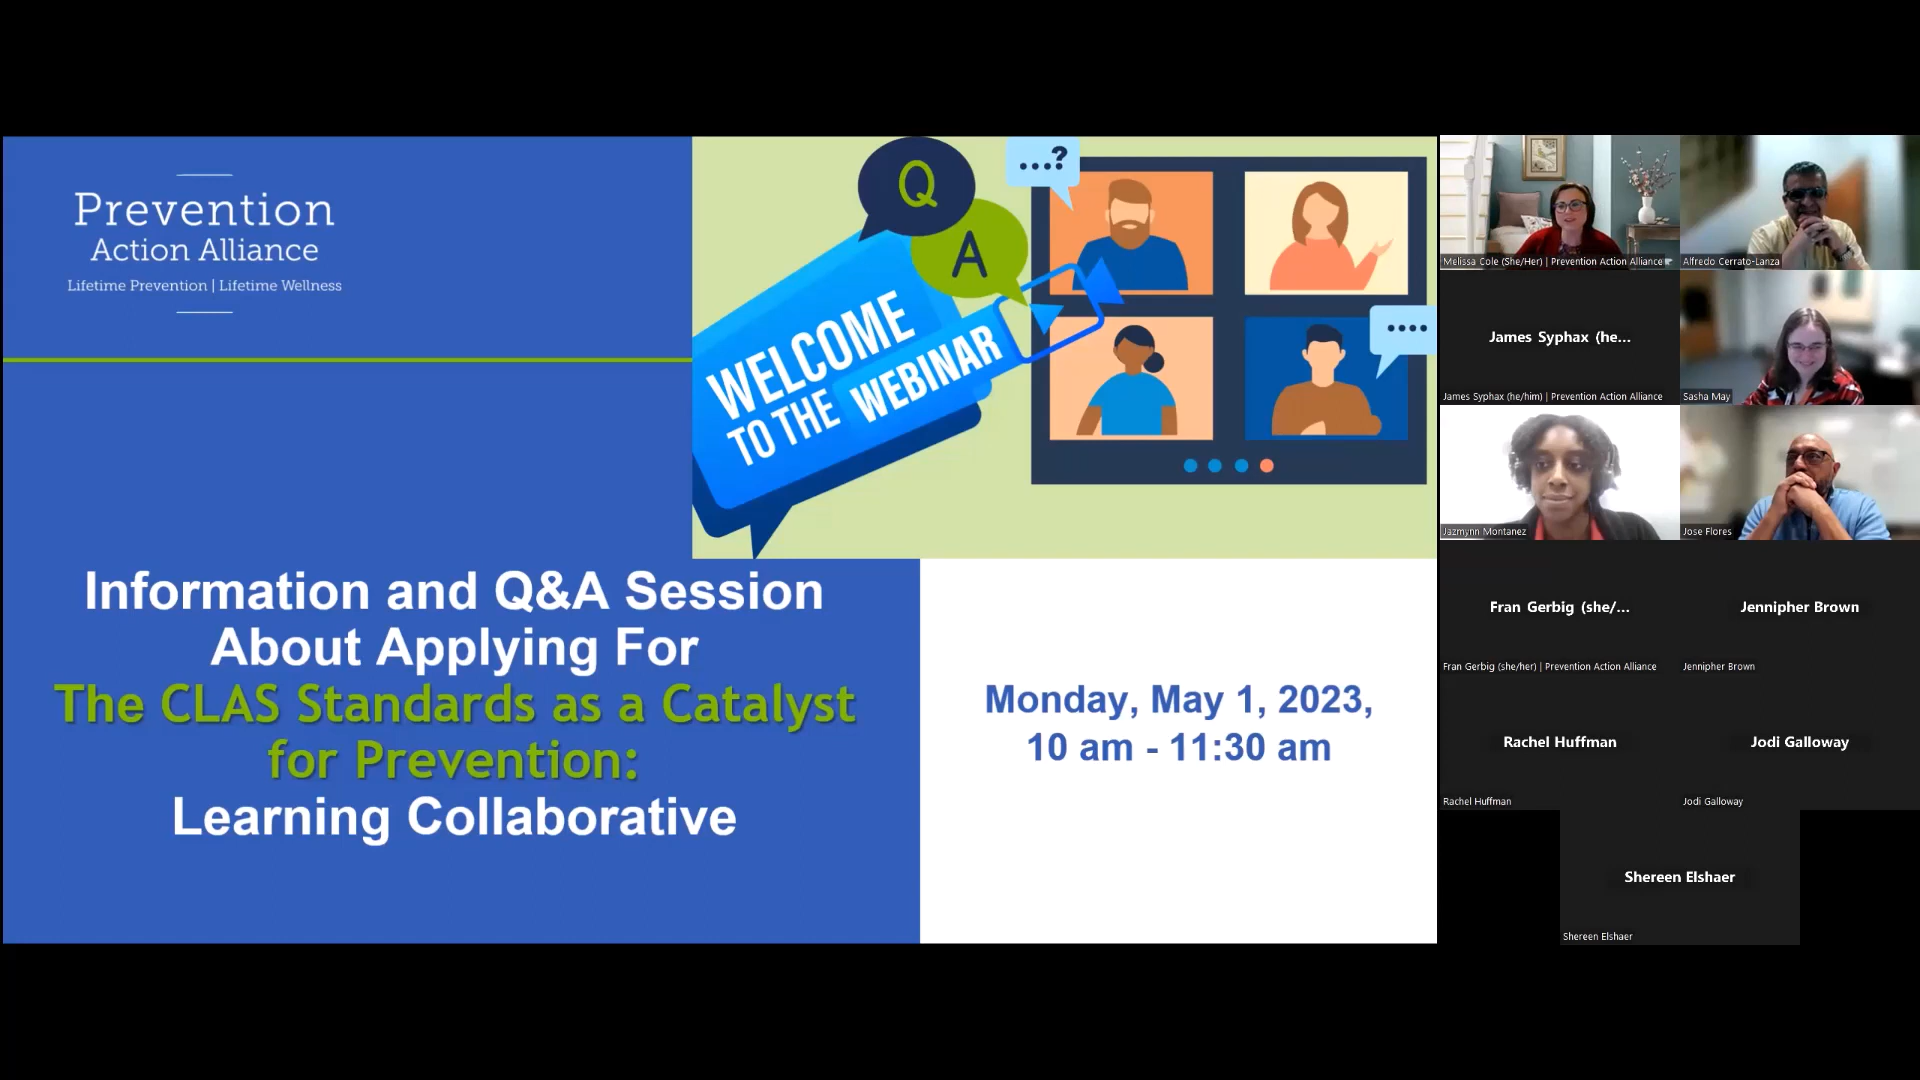 Prevention
Action Alliance
Lifetime Prevention | Lifetime Wellness
Q
A
...?
....
WELCOME
TO THE WEBINAR
Information and Q&A Session
About Applying For
The CLAS Standards as a Catalyst
for Prevention:
Learning Collaborative
Monday, May 1, 2023,
10 am - 11:30 am
Melissa Cole (She/Her) | Prevention Action Alliance
Alfredo Cerrato-Lanza
James Syphax (he...
James Syphax (he/him) | Prevention Action Alliance
Sasha May
Jazmynn Montanez
Jose Flores
Fran Gerbig (she/...
Fran Gerbig (she/her) | Prevention Action Alliance
Jennipher Brown
Jennipher Brown
Rachel Huffman
Rachel Huffman
Jodi Galloway
Jodi Galloway
Shereen Elshaer
Shereen Elshaer